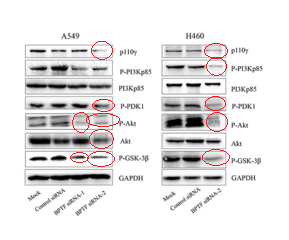 A549
H460
p110γ
P-PI3Kp85
PI3Kp85
P-PDK1
P-Akt
Akt
P-GSK-3β
GAPDH
p110γ
P-PI3Kp85
PI3Kp85
P-PDK1
P-Akt
Akt
P-GSK-3β
GAPDH
Mock
Control siRNA
BPTF siRNA-1
BPTF siRNA-2
Mock
Control siRNA
BPTF siRNA-2